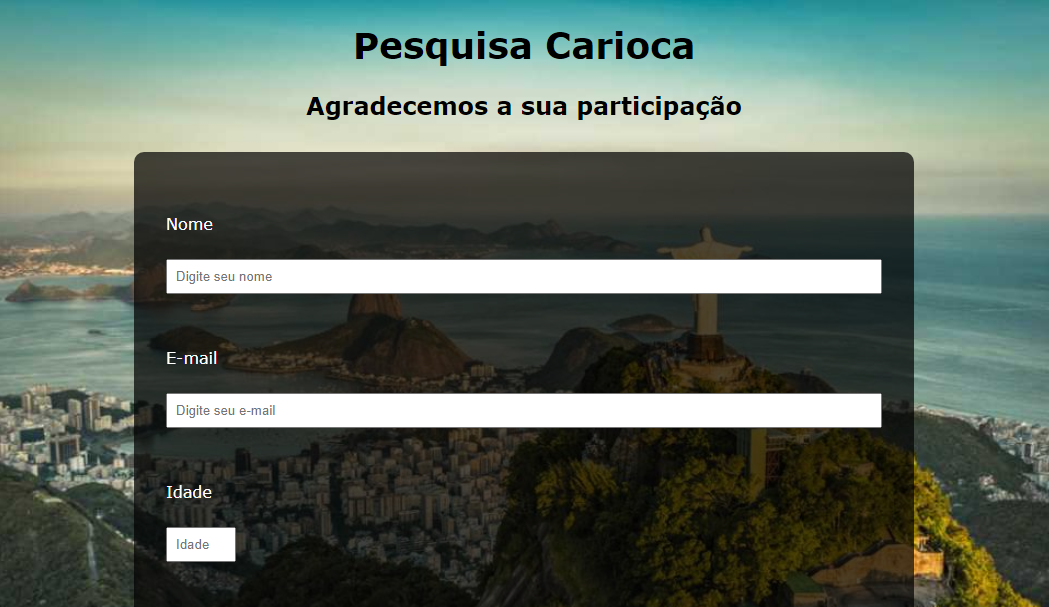 Pesquisa Carioca
Agradecemos a sua participação
Nome
Digite seu nome
E-mail
Digite seu e-mail
Idade
Idade